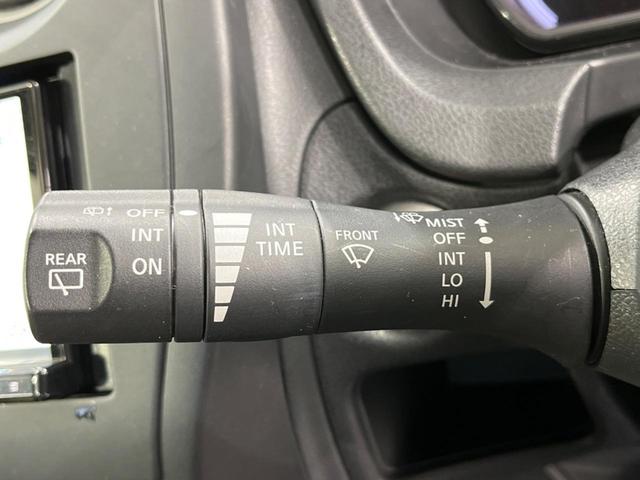 REAR
OFF
INT
ON
INT
TIME
FRONT
MIST
OFF
INT
LO
HI